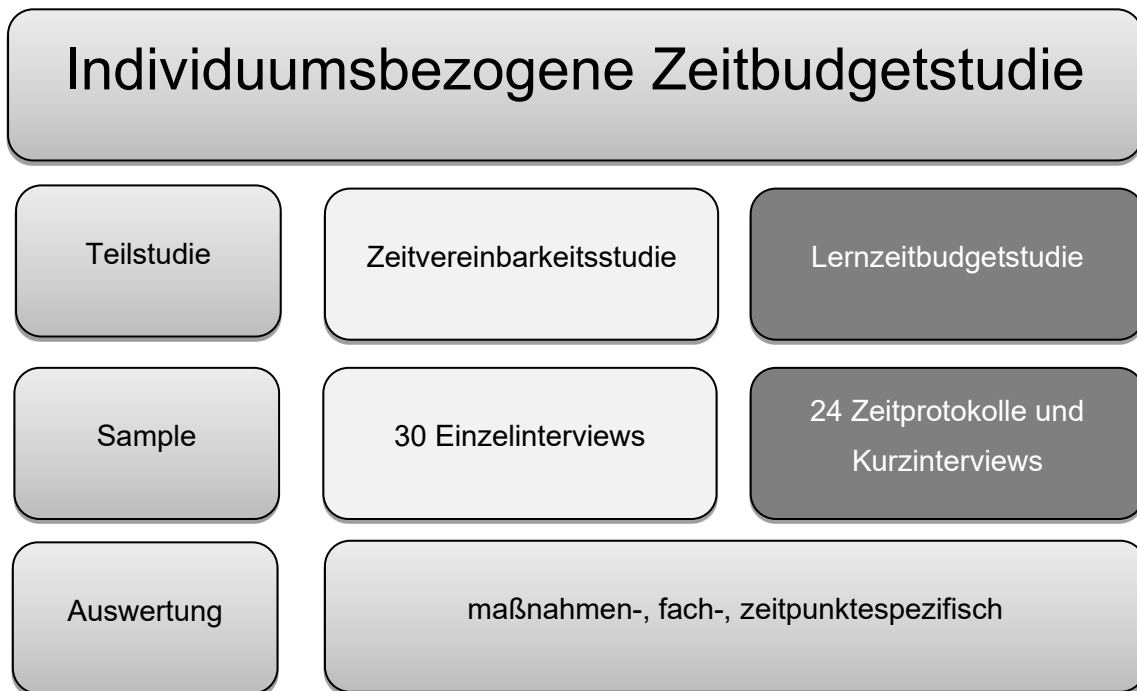 Individuumsbezogene Zeitbudgetstudie
Teilstudie
Zeitvereinbarkeitsstudie
Lernzeitbudgetstudie
Sample
30 Einzelinterviews
24 Zeitprotokolle und
Kurzinterviews
Auswertung
maßnahmen-, fach-, zeitpunktespezifisch